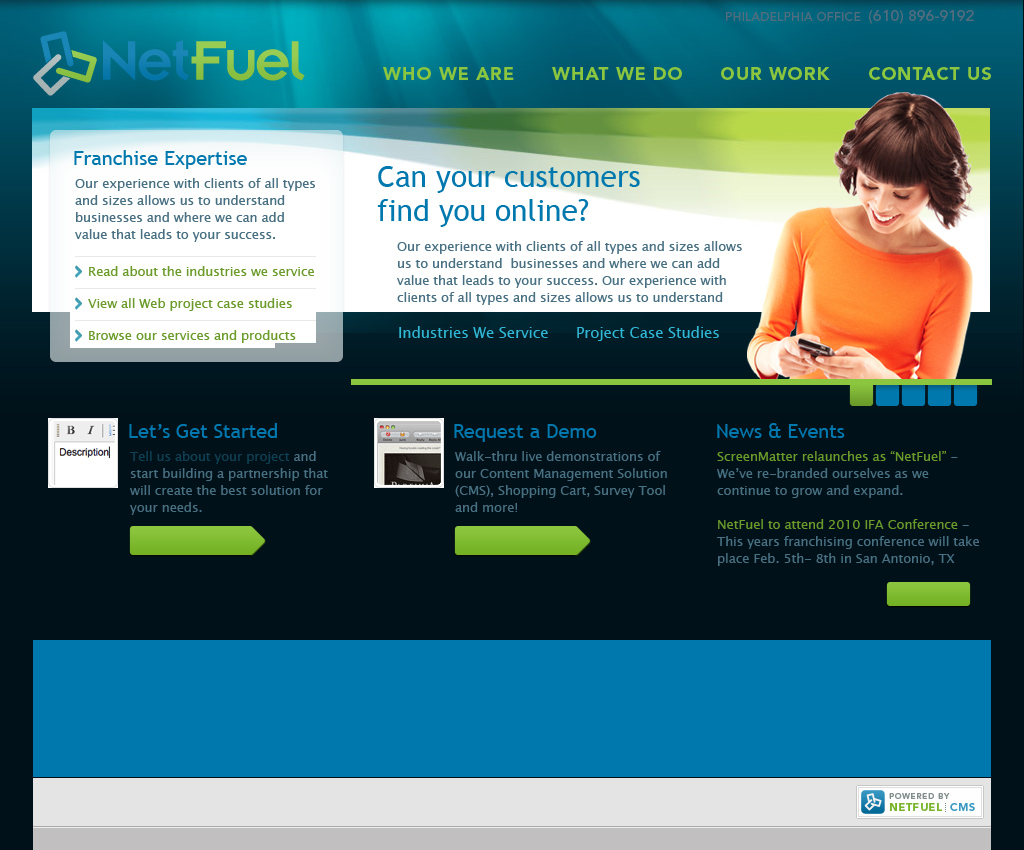 PHILADELPHIA OFFICE (610) 896-9192
NetFuel
WHO WE ARE WHAT WE DO OUR WORK CONTACT US
Franchise Expertise
Our experience with clients of all types
and sizes allows us to understand
businesses and where we can add
value that leads to your success.
Read about the industries we service
View all Web project case studies
Browse our services and products
Can your customers
find you online?
Our experience with clients of all types and sizes allows
us to understand businesses and where we can add
value that leads to your success. Our experience with
clients of all types and sizes allows us to understand
Industries We Service Project Case Studies
B I
Description
Let's Get Started
Tell us about your project and
start building a partnership that
will create the best solution for
your needs.
Request a Demo
Walk-thru live demonstrations of
our Content Management Solution
(CMS), Shopping Cart, Survey Tool
and more!
News & Events
ScreenMatter relaunches as “NetFuel” -
We've re-branded ourselves as we
continue to grow and expand.
NetFuel to attend 2010 IFA Conference -
This years franchising conference will take
place Feb. 5th- 8th in San Antonio, TX
POWERED BY
NETFUEL CMS